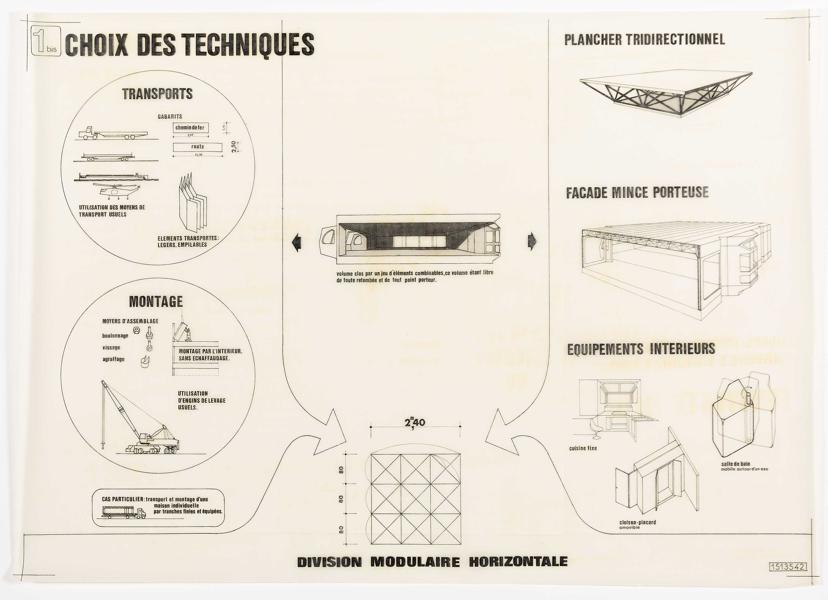 1 bis CHOIX DES TECHNIQUES
TRANSPORTS
GABARITS
chemin de fer
route
2,50
UTILISATION DES MOYENS DE
TRANSPORT USUELS
ELEMENTS TRANSPORTES:
LEGERS, EMPILABLES
MONTAGE
MOYENS D'ASSEMBLAGE
boulonnage
vissage
agraffage
MONTAGE PAR L'INTERIEUR,
SANS ECHAFFAUDAGE.
UTILISATION
D'ENGINS DE LEVAGE
USUELS.
CAS PARTICULIER: transport et montage d'une
maison individuelle
par tranches finies et équipées.
volume clos par un jeu d'éléments combinables, ce volume étant libre
de toute retombée et de tout point porteur.
2,40
80
80
80
DIVISION MODULAIRE HORIZONTALE
PLANCHER TRIDIRECTIONNEL
FACADE MINCE PORTEUSE
EQUIPEMENTS INTERIEURS
cuisine fixe
salle de bain
mobile autour d'un eau
cloison-placard
amovible
1513542